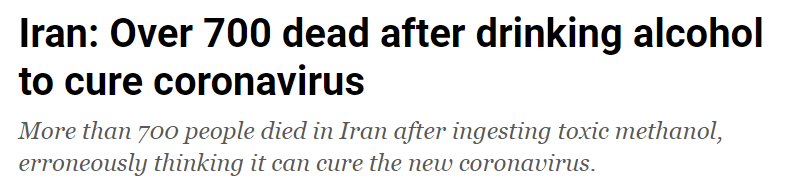 Iran: Over 700 dead after drinking alcohol
to cure coronavirus
More than 700 people died in Iran after ingesting toxic methanol,
erroneously thinking it can cure the new coronavirus.